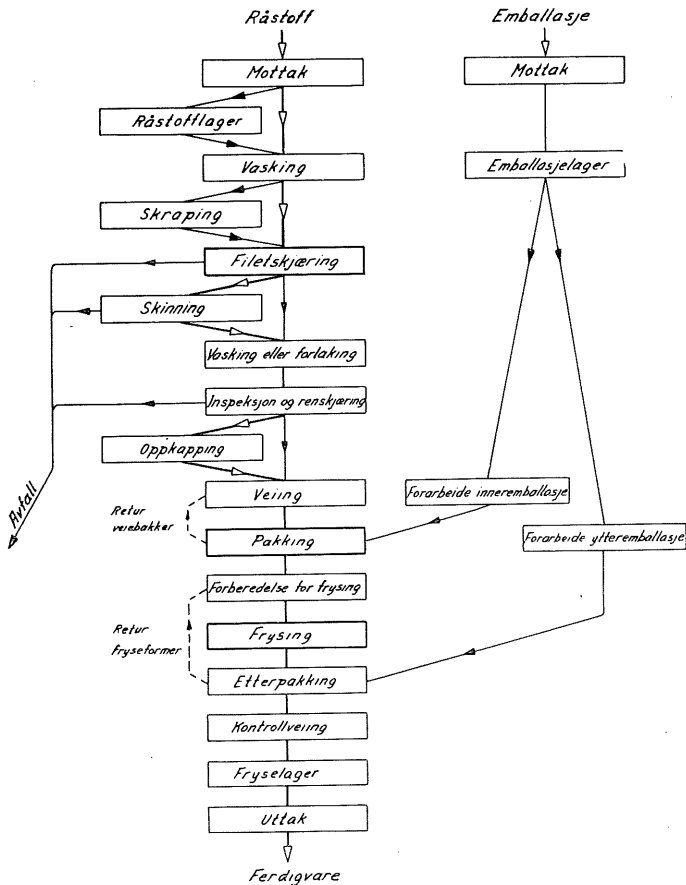 Råstoff
Emballasje
Mottak
Mottak
Råstofflager
Vasking
Emballasjelager
Skraping
Filetskjæring
Skinning
Vasking eller forlaking
Inspeksjon og renskjæring
Oppkapping
Avfall
Veiing
Forarbeide inneremballasje
Retur
veiebakker
Pakking
Forarbeide ytteremballasje
Forberedelse for frysing
Retur
fryseformer
Frysing
Etterpakking
Kontrollveiing
Fryselager
Uttak
Ferdigvare